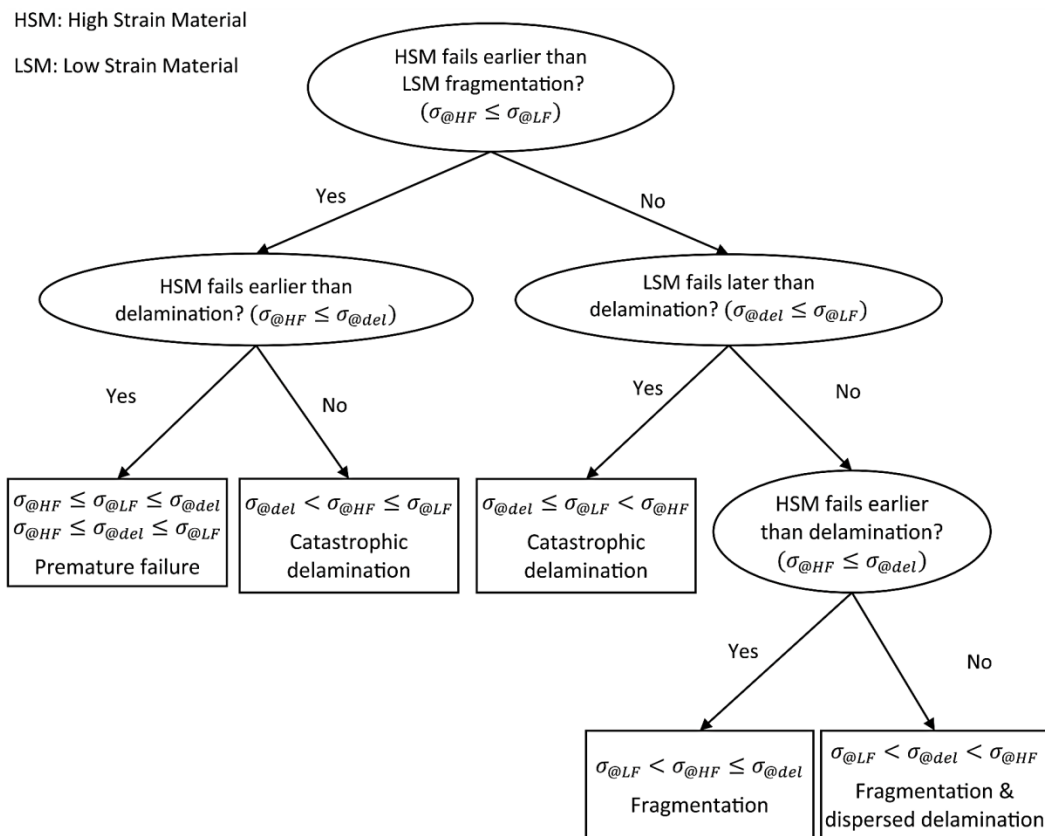 HSM: High Strain Material
LSM: Low Strain Material
HSM fails earlier than
LSM fragmentation?
(σ@HF ≤ σ@LF)
Yes
No
HSM fails earlier than
delamination? (σ@HF ≤ σ@del)
LSM fails later than
delamination? (σ@del ≤ σ@LF)
Yes
No
Yes
No
σ@HF ≤ σ@LF ≤ σ@del
σ@HF ≤ σ@del ≤ σ@LF
Premature failure
σ@del < σ@HF ≤ σ@LF
Catastrophic
delamination
σ@del ≤ σ@LF < σ@HF
Catastrophic
delamination
HSM fails earlier
than delamination?
(σ@HF ≤ σ@del)
Yes
No
σ@LF < σ@HF ≤ σ@del
Fragmentation
σ@LF < σ@del < σ@HF
Fragmentation &
dispersed delamination